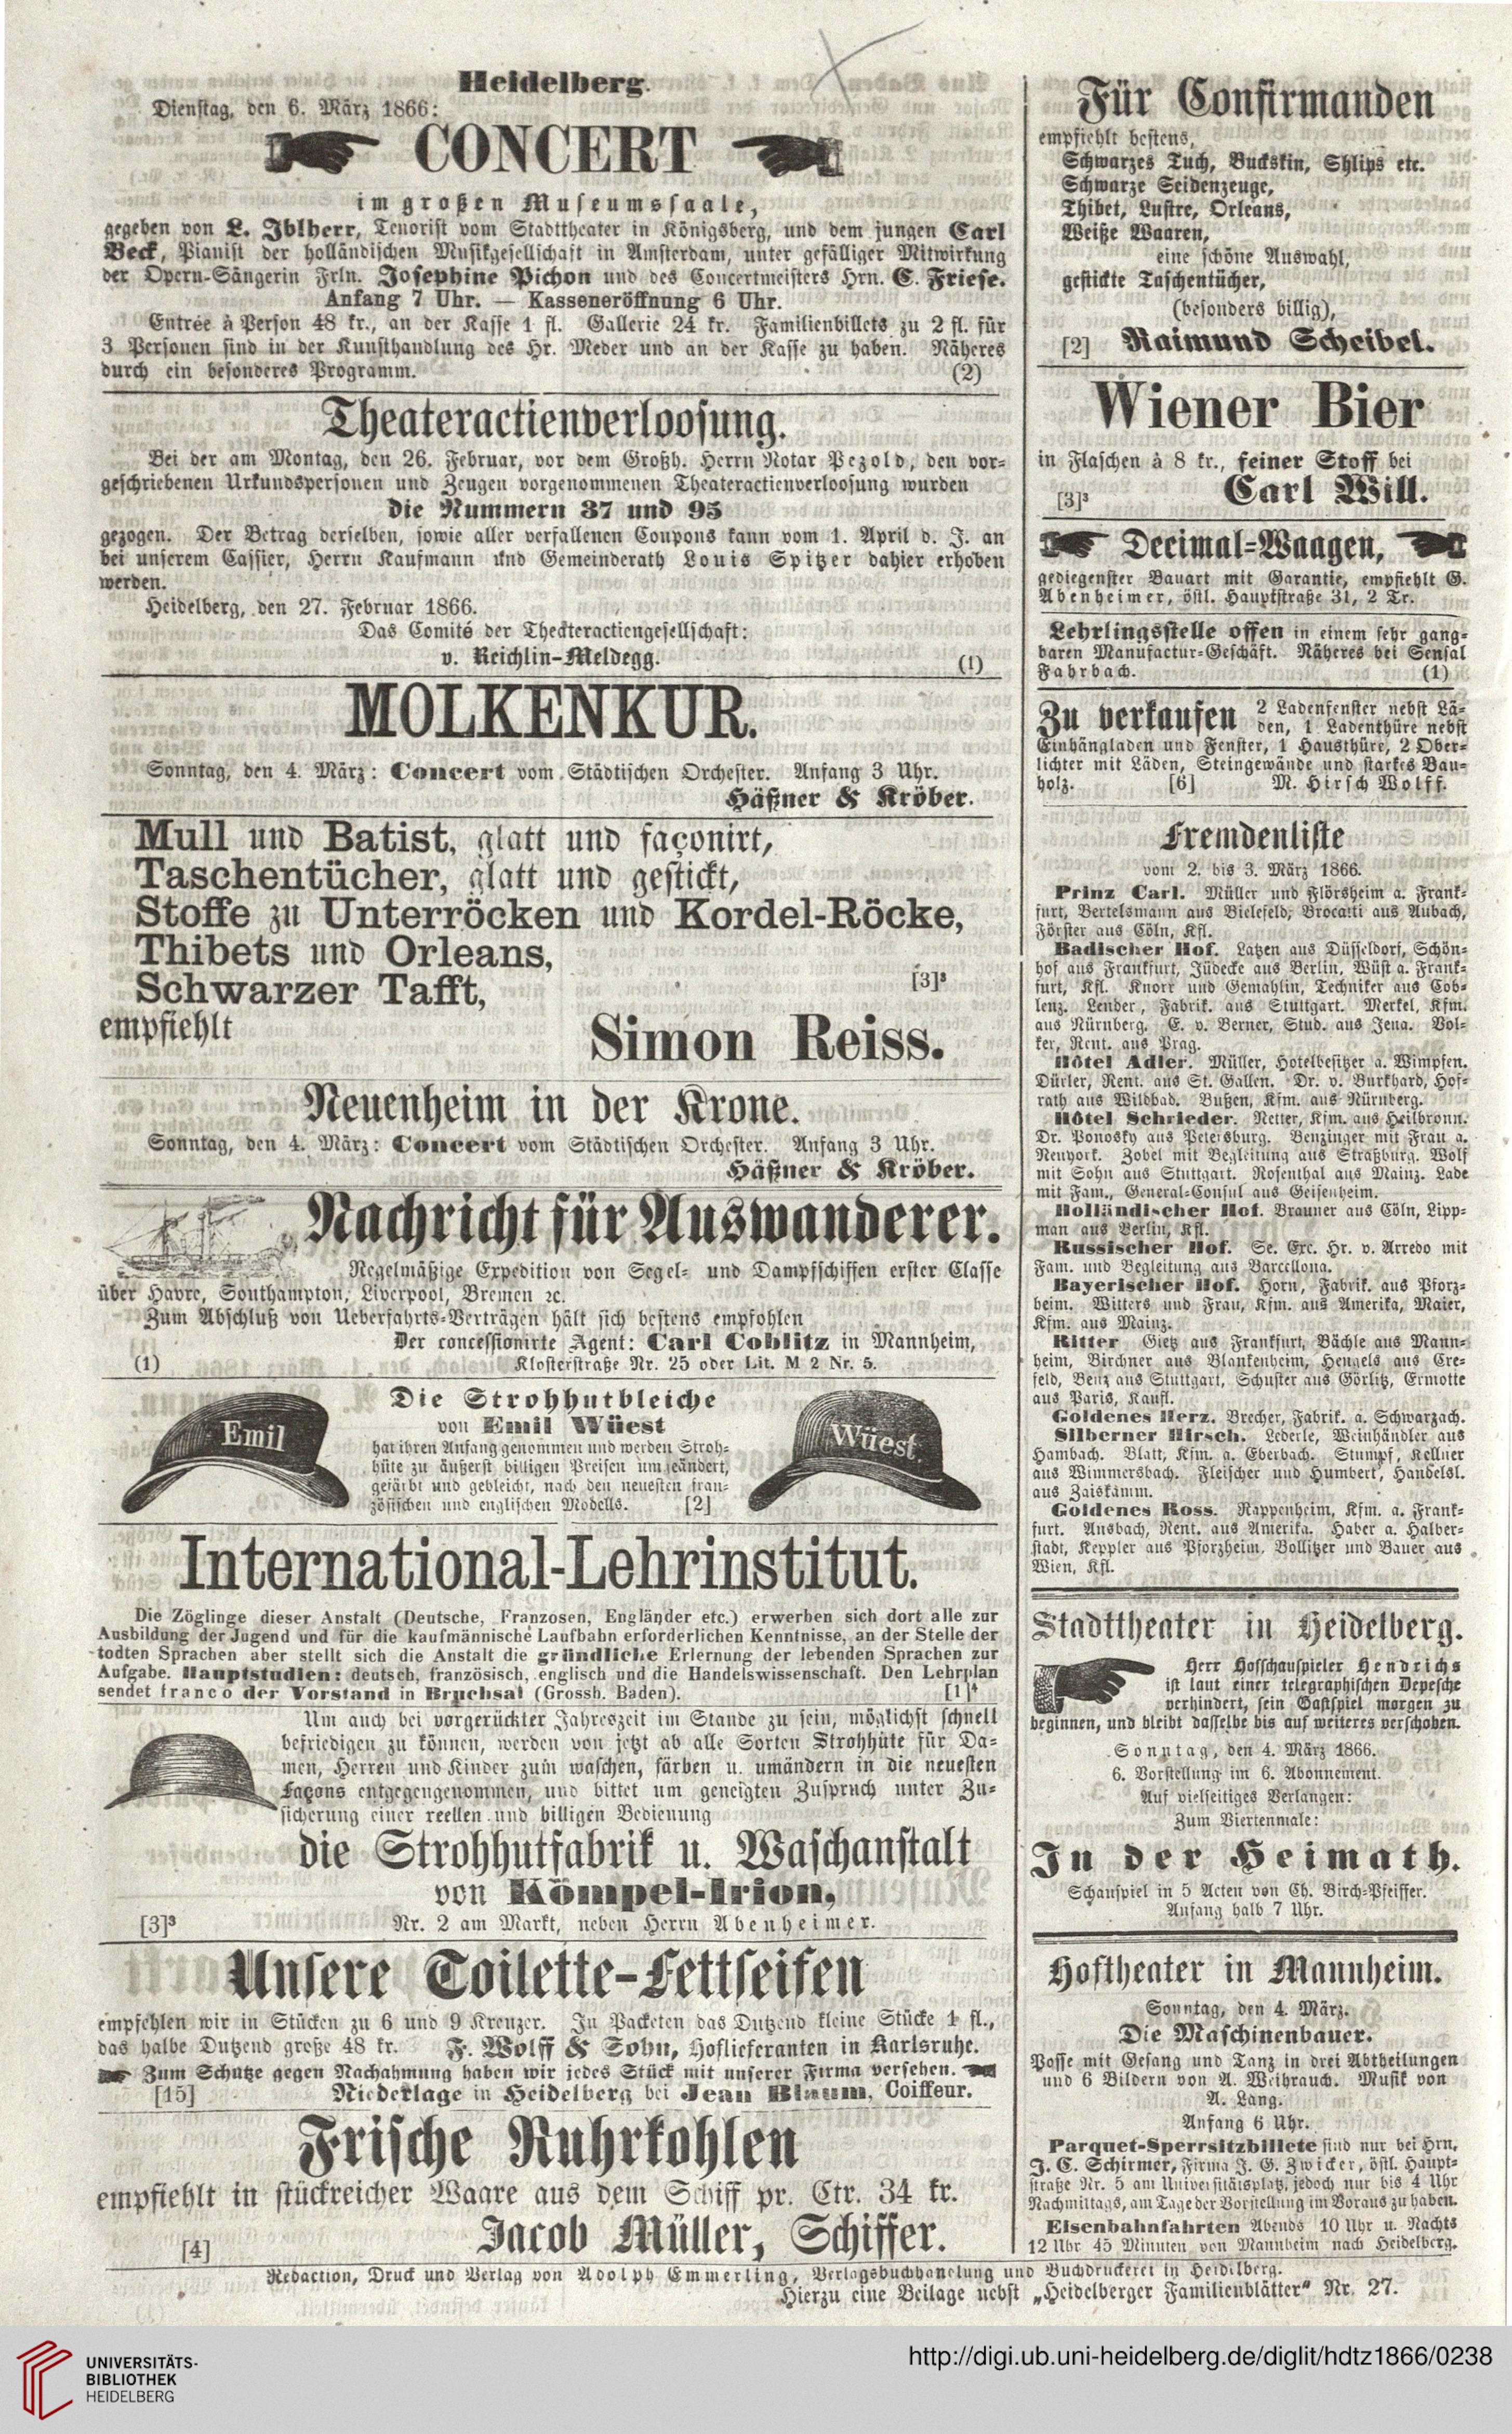 Heidelberg.
Dienstag, den 6. März 1866:
CONCERT
im großen Museumssaale,
gegeben von L. Iblherr, Tenorist vom Stadttheater in Königsberg, und dem jungen Carl
Beck, Pianist der holländischen Musikgesellschaft in Amsterdam, unter gefälliger Mitwirkung
der Opern-Sängerin Frln. Josephine Pichon und des Concertmeisters Hrn. C. Friese.
Anfang 7 Uhr. — Kasseneröffnung 6 Uhr.
Entrée à Person 48 kr., an der Kasse 1 fl. Gallerie 24 kr. Familienbillets zu 2 fl. für
3 Personen sind in der Kunsthandlung des Hr. Meder und an der Kasse zu haben. Näheres
durch ein besonderes Programm. (2)
Theateractienverloosung.
Bei der am Montag, den 26. Februar, vor dem Großh. Herrn Notar Pezold, den vor-
geschriebenen Urkundspersonen und Zeugen vorgenommenen Theateractienverloosung wurden
die Nummern 37 und 95
gezogen. Der Betrag derselben, sowie aller verfallenen Coupons kann vom 1. April d. J. an
bei unserem Cassier, Herrn Kaufmann und Gemeinderath Louis Spitzer dahier erhoben
werden.
Heidelberg, den 27. Februar 1866.
Das Comité der Theateractiengesellschaft:
v. Reichlin-Meldegg. (1)
MOLKENKUR.
Sonntag, den 4. März: Concert vom Städtischen Orchester. Anfang 3 Uhr.
Häßner & Kröber.
Mull und Batist, glatt und façonirt,
Taschentücher, glatt und gestickt,
Stoffe zu Unterröcken und Kordel-Röcke,
Thibets und Orleans,
Schwarzer Tafft, [3]³
empfiehlt
Simon Reiss.
Neuenheim in der Krone.
Sonntag, den 4. März: Concert vom Städtischen Orchester. Anfang 3 Uhr.
Häßner & Kröber.
Nachricht für Auswanderer.
Regelmäßige Expedition von Segel- und Dampfschiffen erster Classe
über Havre, Southampton, Liverpool, Bremen ꝛc.
Zum Abschluß von Ueberfahrts-Verträgen hält sich bestens empfohlen
Der concessionirte Agent: Carl Coblitz in Mannheim,
(1) Klosterstraße Nr. 25 oder Lit. M 2 Nr. 5.
Emil
Die Strohhutbleiche
von Emil Wüest
hat ihren Anfang genommen und werden Stroh-
hüte zu äußerst billigen Preisen umgeändert,
gefärbt und gebleicht, nach den neuesten fran-
zösischen und englischen Modells. [2]
Wüest.
International-Lehrinstitut.
Die Zöglinge dieser Anstalt (Deutsche, Franzosen, Engländer etc.) erwerben sich dort alle zur
Ausbildung der Jugend und für die kaufmännische Laufbahn erforderlichen Kenntnisse, an der Stelle der
todten Sprachen aber stellt sich die Anstalt die gründliche Erlernung der lebenden Sprachen zur
Aufgabe. Hauptstudien: deutsch, französisch, englisch und die Handelswissenschaft. Den Lehrplan
sendet franco der Vorstand in Bruchsal (Grossh. Baden). [1]⁴
Um auch bei vorgerückter Jahreszeit im Stande zu sein, möglichst schnell
befriedigen zu können, werden von jetzt ab alle Sorten Strohhüte für Da-
men, Herren und Kinder zum waschen, färben u. umändern in die neuesten
Façons entgegengenommen, und bittet um geneigten Zuspruch unter Zu-
sicherung einer reellen und billigen Bedienung
die Strohhutfabrik u. Waschanstalt
von Kömpel-Irion,
[3]³ Nr. 2 am Markt, neben Herrn Abenheimer.
Unsere Toilette-Fettseifen
empfehlen wir in Stücken zu 6 und 9 Kreuzer. In Packeten das Dutzend kleine Stücke 1 fl.,
das halbe Dutzend große 48 kr. F. Wolff & Sohn, Hoflieferanten in Karlsruhe.
Zum Schutze gegen Nachahmung haben wir jedes Stück mit unserer Firma versehen.
[15] Niederlage in Heidelberg bei Jean Blaum, Coiffeur.
Frische Ruhrkohlen
empfiehlt in stückreicher Waare aus dem Schiff pr. Ctr. 34 kr.
[4] Jacob Müller, Schiffer.
Für Confirmanden
empfiehlt bestens,
Schwarzes Tuch, Buckskin, Shlips etc.
Schwarze Seidenzeuge,
Thibet, Lustre, Orleans,
Weiße Waaren,
eine schöne Auswahl,
gestickte Taschentücher,
(besonders billig),
[2] Raimund Scheibel.
Wiener Bier
in Flaschen à 8 kr., feiner Stoff bei
[3]³ Carl Will.
Decimal-Waagen,
gediegenster Bauart mit Garantie, empfiehlt G.
Abenheimer, östl. Hauptstraße 31, 2 Tr.
Lehrlingsstelle offen in einem sehr gang-
baren Manufactur-Geschäft. Näheres bei Sensal
Fahrbach. (1)
Zu verkaufen 2 Ladenfenster nebst Lä-
den, 1 Ladenthüre nebst
Einhängladen und Fenster, 1 Hausthüre, 2 Ober-
lichter mit Läden, Steingewände und starkes Bau-
holz. [6] M. Hirsch Wolff.
Fremdenliste
vom 2. bis 3. März 1866.
Prinz Carl. Müller und Flörsheim a. Frank-
furt, Bertelsmann aus Bielefeld, Brocatti aus Aubach,
Förster aus Cöln, Kfl.
Badischer Hof. Latzen aus Düsseldorf, Schön-
hof aus Frankfurt, Jüdecke aus Berlin, Wüst a. Frank-
furt, Kfl. Knorr und Gemahlin, Techniker aus Cob-
lenz. Lender, Fabrik. aus Stuttgart. Merkel, Kfm.
aus Nürnberg. E. v. Berner, Stud. aus Jena. Vol-
ker, Rent. aus Prag.
Hôtel Adler. Müller, Hotelbesitzer a. Wimpfen.
Dürler, Rent. aus St. Gallen. Dr. v. Burkhard, Hof-
rath aus Wildbad. Bußen, Kfm. aus Nürnberg.
Hôtel Schrieder. Netter, Kfm. aus Heilbronn.
Dr. Ponosky aus Petersburg. Benzinger mit Frau a.
Neuyork. Zobel mit Begleitung aus Straßburg. Wolf
mit Sohn aus Stuttgart. Rosenthal aus Mainz. Lade
mit Fam., General-Consul aus Geisenheim.
Holländischer Hof. Brauner aus Cöln, Lipp-
man aus Berlin, Kfl.
Russischer Hof. Se. Exc. Hr. v. Arredo mit
Fam. und Begleitung aus Barcellona.
Bayerischer Hof. Horn, Fabrik. aus Pforz-
heim. Witters und Frau, Kfm. aus Amerika, Maier,
Kfm. aus Mainz.
Ritter Gietz aus Frankfurt, Bächle aus Mann-
heim, Birchner aus Blankenheim, Hengels aus Cre-
feld, Benz aus Stuttgart, Schuster aus Görlitz, Ermotte
aus Paris, Kaufl.
Goldenes Herz. Brecher, Fabrik. a. Schwarzach.
Silberner Hirsch. Lederle, Weinhändler aus
Hambach. Blatt, Kfm. a. Eberbach. Stumpf, Kellner
aus Wimmersbach. Fleischer und Humbert, Handelsl.
aus Zaiskamm.
Goldenes Ross. Rappenheim, Kfm. a. Frank-
furt. Ausbach, Rent. aus Amerika. Haber a. Halber-
stadt, Keppler aus Pforzheim. Bollitzer und Bauer aus
Wien, Kfl.
Stadttheater in Heidelberg.
Herr Hofschauspieler Hendrichs
ist laut einer telegraphischen Depesche
verhindert, sein Gastspiel morgen zu
beginnen, und bleibt dasselbe bis auf weiteres verschoben.
Sonntag, den 4. März 1866.
6. Vorstellung im 6. Abonnement.
Auf vielseitiges Verlangen:
Zum Viertenmale:
In der Heimath.
Schauspiel in 5 Acten von Ch. Birch-Pfeiffer.
Anfang halb 7 Uhr.
Hoftheater in Mannheim.
Sonntag, den 4. März.
Die Maschinenbauer.
Posse mit Gesang und Tanz in drei Abtheilungen
und 6 Bildern von A. Weihrauch. Musik von
A. Lang.
Anfang 6 Uhr.
Parquet-Sperrsitzbillete sind nur bei Hrn.
J. C. Schirmer, Firma J. G. Zwicker, östl. Haupt-
straße Nr. 5 am Universitätsplatz, jedoch nur bis 4 Uhr
Nachmittags, am Tage der Vorstellung im Voraus zu haben.
Eisenbahnfahrten Abends 10 Uhr u. Nachts
12 Uhr 45 Minuten von Mannheim nach Heidelberg.
Redaction, Druck und Verlag von Adolph Emmerling, Verlagsbuchhandlung und Buchdruckerei in Heidelberg.
Hierzu eine Beilage nebst „Heidelberger Familienblätter“ Nr. 27.
UNIVERSITÄTS-
BIBLIOTHEK
HEIDELBERG
http://digi.ub.uni-heidelberg.de/diglit/hdtz1866/0238